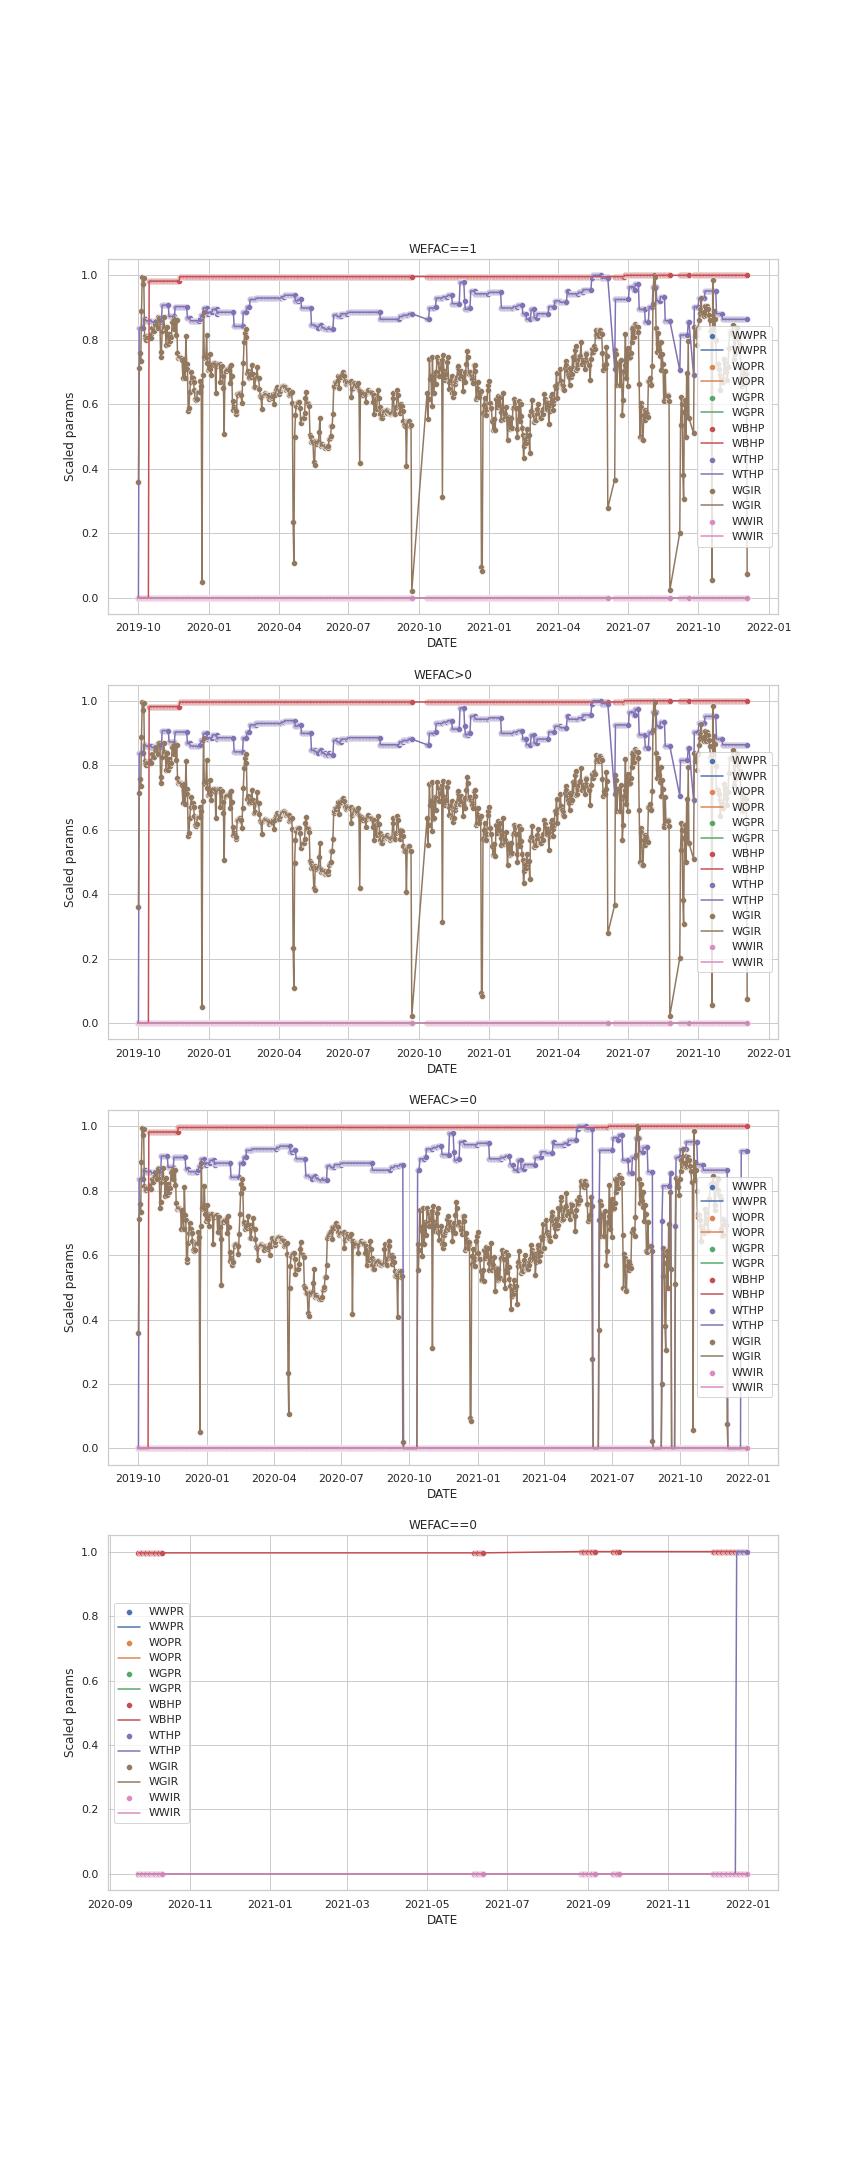 WEFAC==1
1.0
0.8
0.6
0.4
0.2
0.0
Scaled params
WWPR
WWPR
WOPR
WOPR
WGPR
WGPR
WBHP
WBHP
WTHP
WTHP
WGIR
WGIR
WWIR
WWIR
2019-10 2020-01 2020-04 2020-07 2020-10 2021-01 2021-04 2021-07 2021-10 2022-01
DATE
WEFAC>0
1.0
0.8
0.6
0.4
0.2
0.0
Scaled params
WWPR
WWPR
WOPR
WOPR
WGPR
WGPR
WBHP
WBHP
WTHP
WTHP
WGIR
WGIR
WWIR
WWIR
2019-10 2020-01 2020-04 2020-07 2020-10 2021-01 2021-04 2021-07 2021-10 2022-01
DATE
WEFAC>=0
1.0
0.8
0.6
0.4
0.2
0.0
Scaled params
WWPR
WWPR
WOPR
WOPR
WGPR
WGPR
WBHP
WBHP
WTHP
WTHP
WGIR
WGIR
WWIR
WWIR
2019-10 2020-01 2020-04 2020-07 2020-10 2021-01 2021-04 2021-07 2021-10 2022-01
DATE
WEFAC==0
1.0
0.8
0.6
0.4
0.2
0.0
Scaled params
WWPR
WWPR
WOPR
WOPR
WGPR
WGPR
WBHP
WBHP
WTHP
WTHP
WGIR
WGIR
WWIR
WWIR
2020-09 2020-11 2021-01 2021-03 2021-05 2021-07 2021-09 2021-11 2022-01
DATE